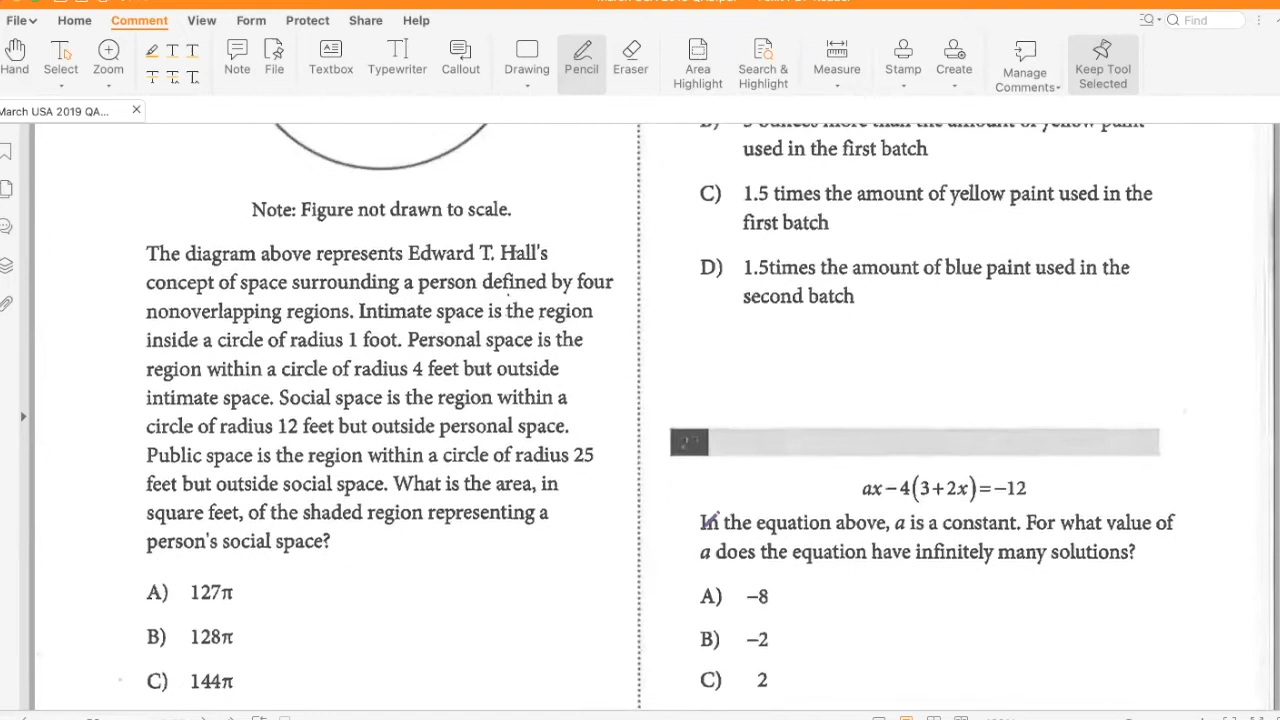 File Home Comment View Form Protect Share Help
Find
Hand Select Zoom Note File Textbox Typewriter Callout Drawing Pencil Eraser Area Highlight Search & Highlight Measure Stamp Create Manage Comments Keep Tool Selected
March USA 2019 QA...
Note: Figure not drawn to scale.
The diagram above represents Edward T. Hall's
concept of space surrounding a person defined by four
nonoverlapping regions. Intimate space is the region
inside a circle of radius 1 foot. Personal space is the
region within a circle of radius 4 feet but outside
intimate space. Social space is the region within a
circle of radius 12 feet but outside personal space.
Public space is the region within a circle of radius 25
feet but outside social space. What is the area, in
square feet, of the shaded region representing a
person's social space?
A) 127π
B) 128π
C) 144π
used in the first batch
C) 1.5 times the amount of yellow paint used in the
first batch
D) 1.5times the amount of blue paint used in the
second batch
ax – 4(3+2x) = –12
In the equation above, a is a constant. For what value of
a does the equation have infinitely many solutions?
A) –8
B) –2
C) 2